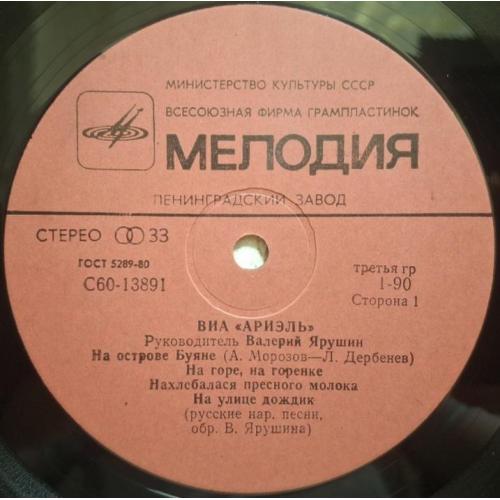 МИНИСТЕРСТВО КУЛЬТУРЫ СССР
ВСЕСОЮЗНАЯ ФИРМА ГРАМПЛАСТИНОК
МЕЛОДИЯ
ЛЕНИНГРАДСКИЙ ЗАВОД
СТЕРЕО 33
ГОСТ 5289-80
С60-13891
третья гр
1-90
Сторона 1
ВИА «АРИЭЛЬ»
Руководитель Валерий Ярушин
На острове Буяне (А. Морозов—Л. Дербенев)
На горе, на горенке
Нахлебалася пресного молока
На улице дождик
(русские нар. песни,
обр. В. Ярушина)